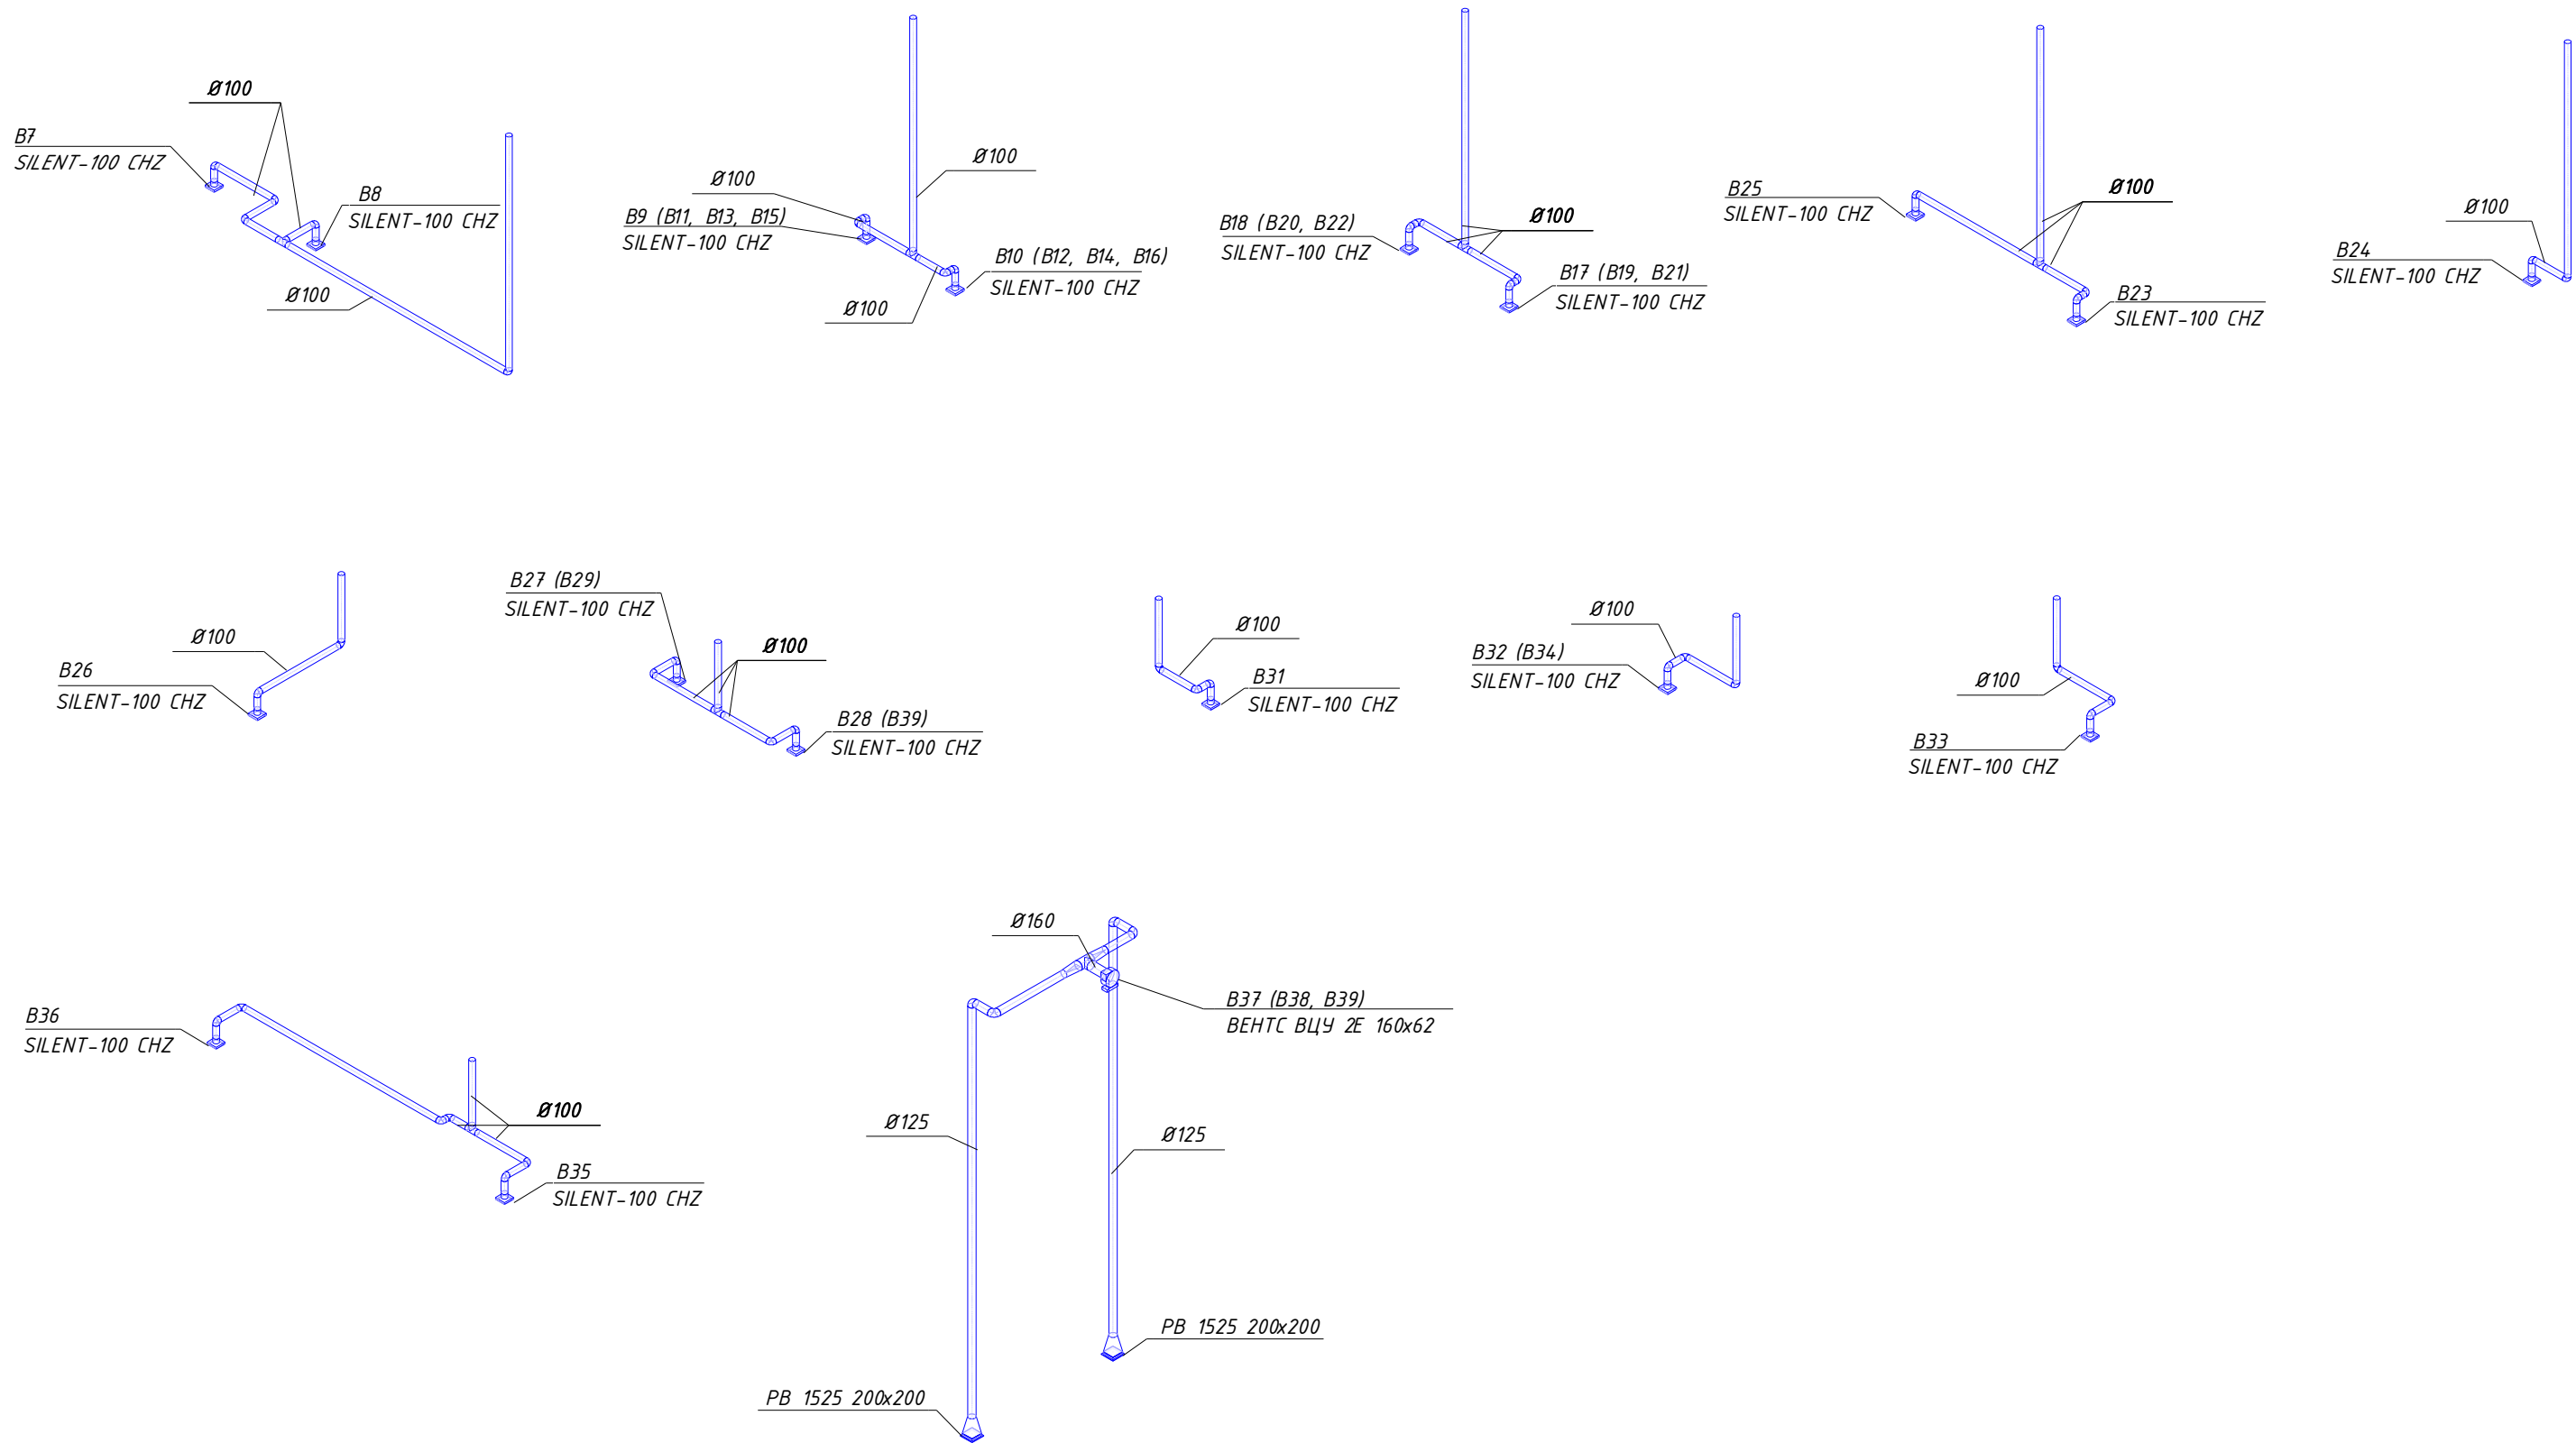 Ø100
B7
SILENT-100 CHZ
B8
SILENT-100 CHZ
Ø100
Ø100
Ø100
B9 (B11, B13, B15)
SILENT-100 CHZ
B10 (B12, B14, B16)
SILENT-100 CHZ
Ø100
B18 (B20, B22)
SILENT-100 CHZ
Ø100
B17 (B19, B21)
SILENT-100 CHZ
B25
SILENT-100 CHZ
Ø100
B23
SILENT-100 CHZ
Ø100
B24
SILENT-100 CHZ
Ø100
B26
SILENT-100 CHZ
B27 (B29)
SILENT-100 CHZ
Ø100
B28 (B39)
SILENT-100 CHZ
Ø100
B31
SILENT-100 CHZ
Ø100
B32 (B34)
SILENT-100 CHZ
Ø100
B33
SILENT-100 CHZ
B36
SILENT-100 CHZ
Ø100
B35
SILENT-100 CHZ
Ø160
B37 (B38, B39)
ВЕНТС ВЦУ 2Е 160х62
Ø125
Ø125
РВ 1525 200х200
РВ 1525 200х200